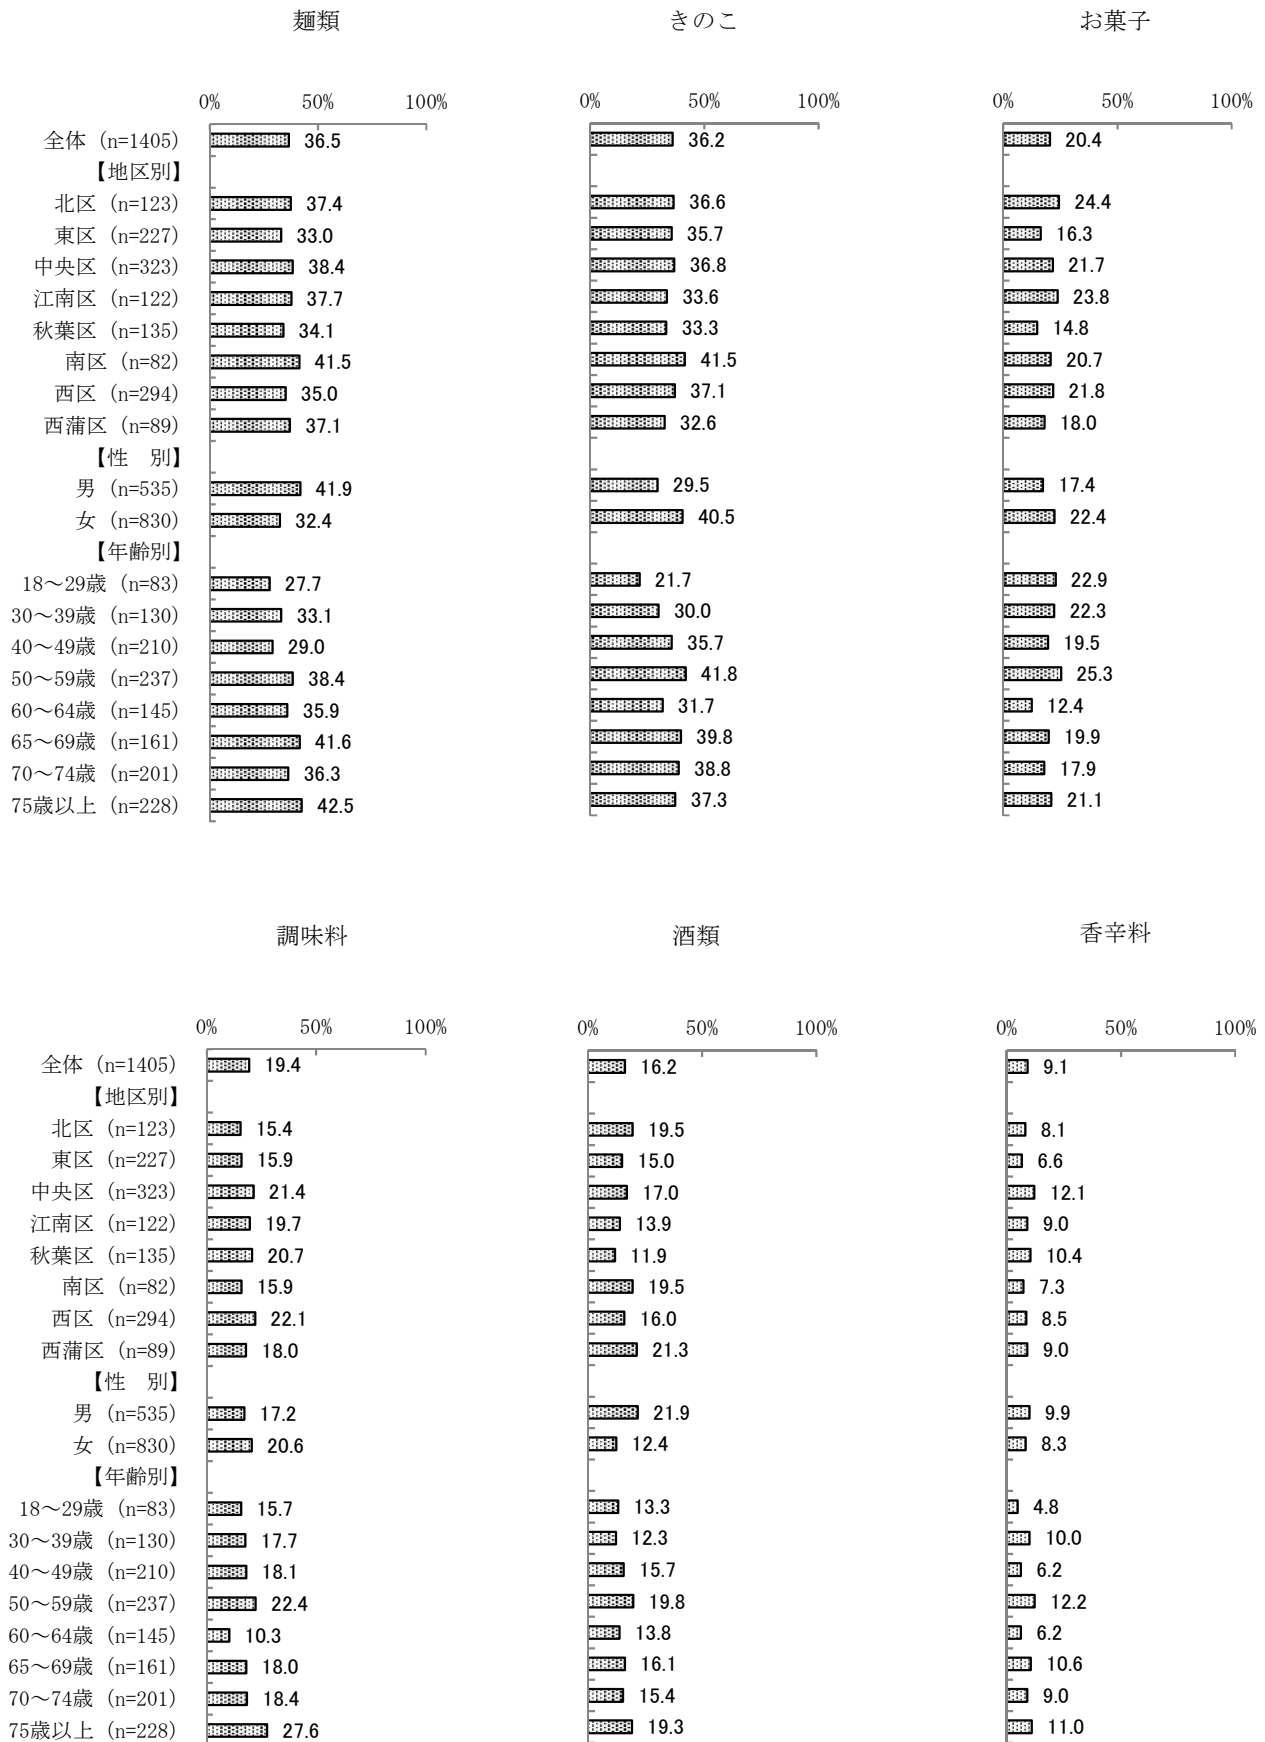 麺類 きのこ お菓子
0% 50% 100% 0% 50% 100% 0% 50% 100%
全体 (n=1405) 36.5 36.2 20.4
【地区別】
北区 (n=123) 37.4 36.6 24.4
東区 (n=227) 33.0 35.7 16.3
中央区 (n=323) 38.4 36.8 21.7
江南区 (n=122) 37.7 33.6 23.8
秋葉区 (n=135) 34.1 33.3 14.8
南区 (n=82) 41.5 41.5 20.7
西区 (n=294) 35.0 37.1 21.8
西蒲区 (n=89) 37.1 32.6 18.0
【性　別】
男 (n=535) 41.9 29.5 17.4
女 (n=830) 32.4 40.5 22.4
【年齢別】
18～29歳 (n=83) 27.7 21.7 22.9
30～39歳 (n=130) 33.1 30.0 22.3
40～49歳 (n=210) 29.0 35.7 19.5
50～59歳 (n=237) 38.4 41.8 25.3
60～64歳 (n=145) 35.9 31.7 12.4
65～69歳 (n=161) 41.6 39.8 19.9
70～74歳 (n=201) 36.3 38.8 17.9
75歳以上 (n=228) 42.5 37.3 21.1
調味料 酒類 香辛料
0% 50% 100% 0% 50% 100% 0% 50% 100%
全体 (n=1405) 19.4 16.2 9.1
【地区別】
北区 (n=123) 15.4 19.5 8.1
東区 (n=227) 15.9 15.0 6.6
中央区 (n=323) 21.4 17.0 12.1
江南区 (n=122) 19.7 13.9 9.0
秋葉区 (n=135) 20.7 11.9 10.4
南区 (n=82) 15.9 19.5 7.3
西区 (n=294) 22.1 16.0 8.5
西蒲区 (n=89) 18.0 21.3 9.0
【性　別】
男 (n=535) 17.2 21.9 9.9
女 (n=830) 20.6 12.4 8.3
【年齢別】
18～29歳 (n=83) 15.7 13.3 4.8
30～39歳 (n=130) 17.7 12.3 10.0
40～49歳 (n=210) 18.1 15.7 6.2
50～59歳 (n=237) 22.4 19.8 12.2
60～64歳 (n=145) 10.3 13.8 6.2
65～69歳 (n=161) 18.0 16.1 10.6
70～74歳 (n=201) 18.4 15.4 9.0
75歳以上 (n=228) 27.6 19.3 11.0